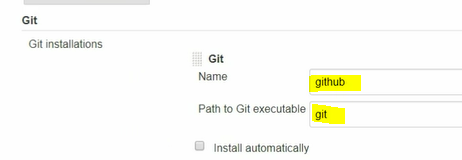 Git
Git installations
Git
Name
github
Path to Git executable
git
Install automatically